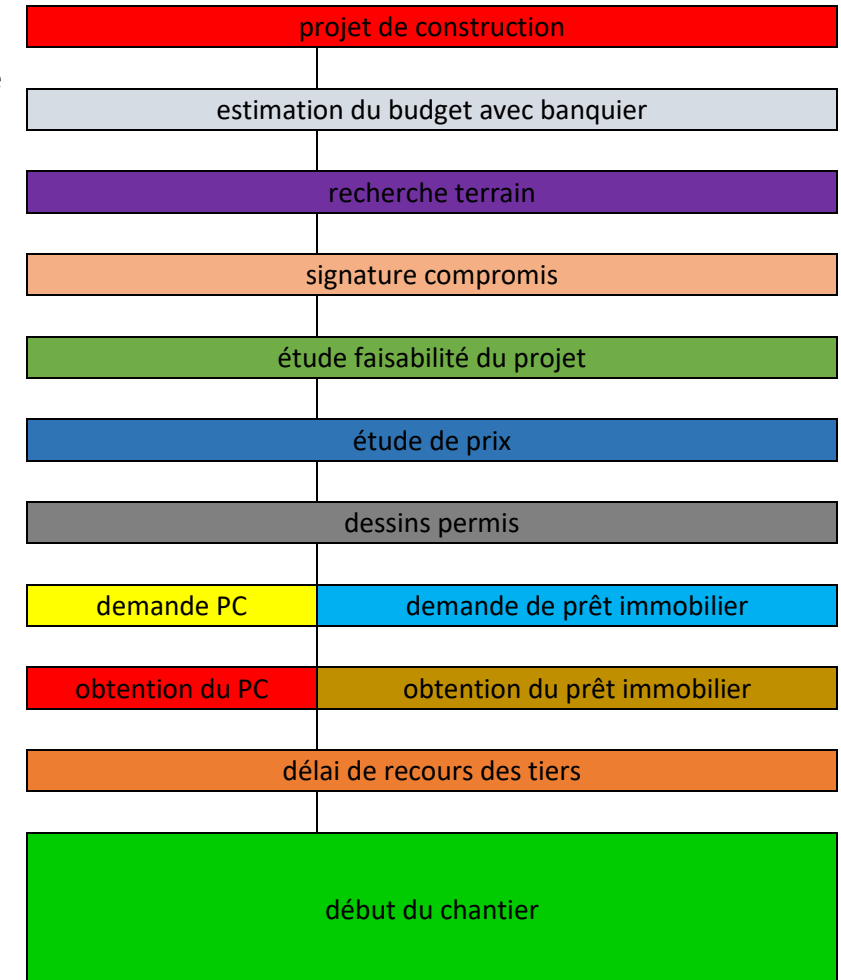 projet de construction
estimation du budget avec banquier
recherche terrain
signature compromis
étude faisabilité du projet
étude de prix
dessins permis
demande PC demande de prêt immobilier
obtention du PC obtention du prêt immobilier
délai de recours des tiers
début du chantier